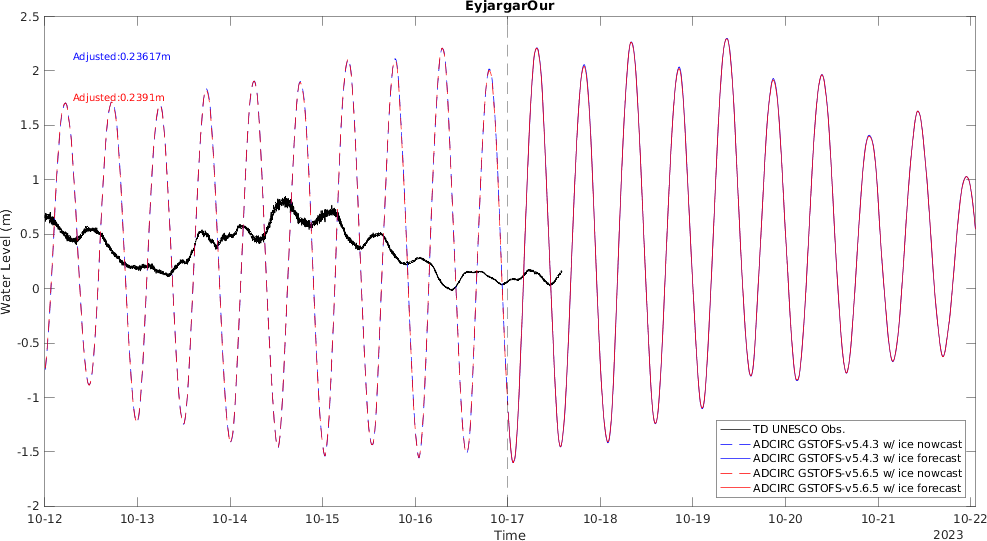 EyjargarOur
2.5
2
1.5
1
0.5
0
-0.5
-1
-1.5
-2
Water Level (m)
Adjusted:0.23617m
Adjusted:0.2391m
TD UNESCO Obs.
ADCIRC GSTOFS-v5.4.3 w/ ice nowcast
ADCIRC GSTOFS-v5.4.3 w/ ice forecast
ADCIRC GSTOFS-v5.6.5 w/ ice nowcast
ADCIRC GSTOFS-v5.6.5 w/ ice forecast
10-12 10-13 10-14 10-15 10-16 10-17 10-18 10-19 10-20 10-21 10-22
Time
2023